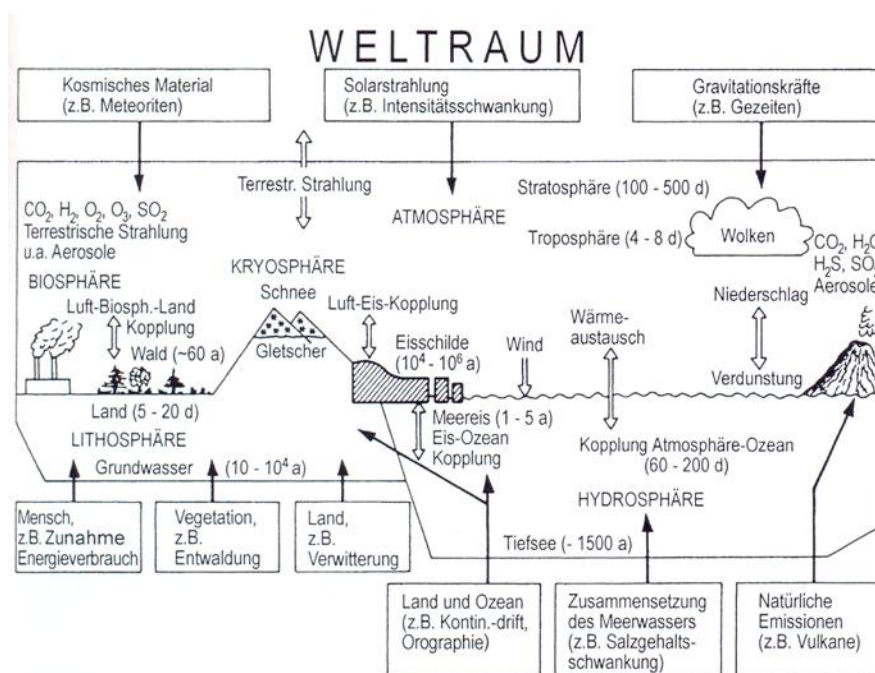 WELTRAUM
Kosmisches Material
(z.B. Meteoriten)
Solarstrahlung
(z.B. Intensitätsschwankung)
Gravitationskräfte
(z.B. Gezeiten)
Terrestr. Strahlung
Stratosphäre (100 - 500 d)
CO₂, H₂, O₂, O₃, SO₂
Terrestrische Strahlung
u.a. Aerosole
ATMOSPHÄRE
Troposphäre (4 - 8 d)
Wolken
CO₂, H₂O
H₂S, SO₂
Aerosole
BIOSPHÄRE
KRYOSPHÄRE
Schnee
Gletscher
Luft-Biosph.-Land
Kopplung
Wald (~60 a)
Luft-Eis-Kopplung
Eisschilde
(10⁴ - 10⁶ a)
Wind
Wärme-
austausch
Niederschlag
Verdunstung
Land (5 - 20 d)
LITHOSPHÄRE
Grundwasser (10 - 10⁴ a)
Meereis (1 - 5 a)
Eis-Ozean
Kopplung
Kopplung Atmosphäre-Ozean
(60 - 200 d)
HYDROSPHÄRE
Tiefsee (- 1500 a)
Mensch,
z.B. Zunahme
Energieverbrauch
Vegetation,
z.B.
Entwaldung
Land,
z.B.
Verwitterung
Land und Ozean
(z.B. Kontin.-drift,
Orographie)
Zusammensetzung
des Meerwassers
(z.B. Salzgehalts-
schwankung)
Natürliche
Emissionen
(z.B. Vulkane)